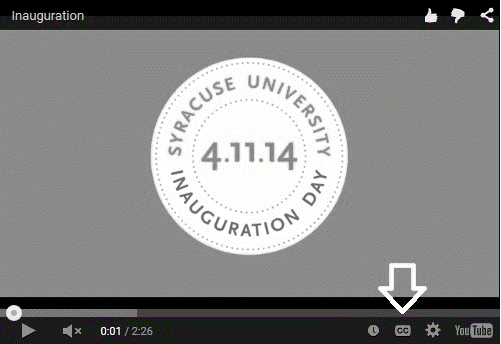 Inauguration
SYRACUSE UNIVERSITY
4.11.14
INAUGURATION DAY
0:01 / 2:26
CC
YouTube